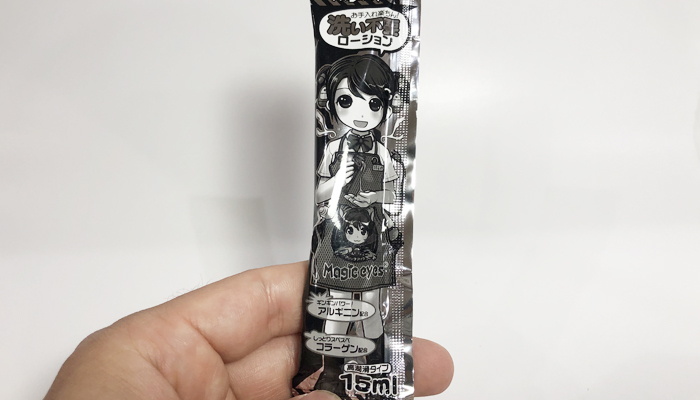 お手入れ楽ちん!
洗い不要
ローション
Magic eyes
ギンギンパワー
アルギニン配合
しっとりスベスベ
コラーゲン配合
高潤滑タイプ
15ml